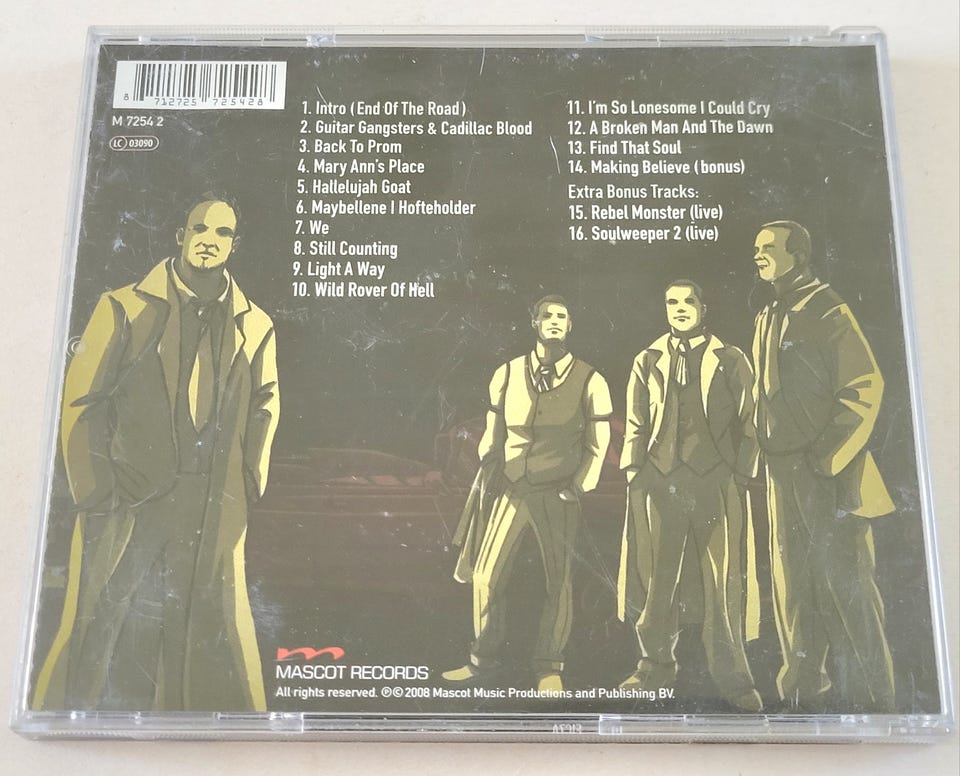 8 712725 725428
M 7254 2
LC 03090
1. Intro (End Of The Road)
2. Guitar Gangsters & Cadillac Blood
3. Back To Prom
4. Mary Ann's Place
5. Hallelujah Goat
6. Maybellene I Hofteholder
7. We
8. Still Counting
9. Light A Way
10. Wild Rover Of Hell
11. I'm So Lonesome I Could Cry
12. A Broken Man And The Dawn
13. Find That Soul
14. Making Believe (bonus)
Extra Bonus Tracks:
15. Rebel Monster (live)
16. Soulweeper 2 (live)
MASCOT RECORDS
All rights reserved. ℗© 2008 Mascot Music Productions and Publishing BV.